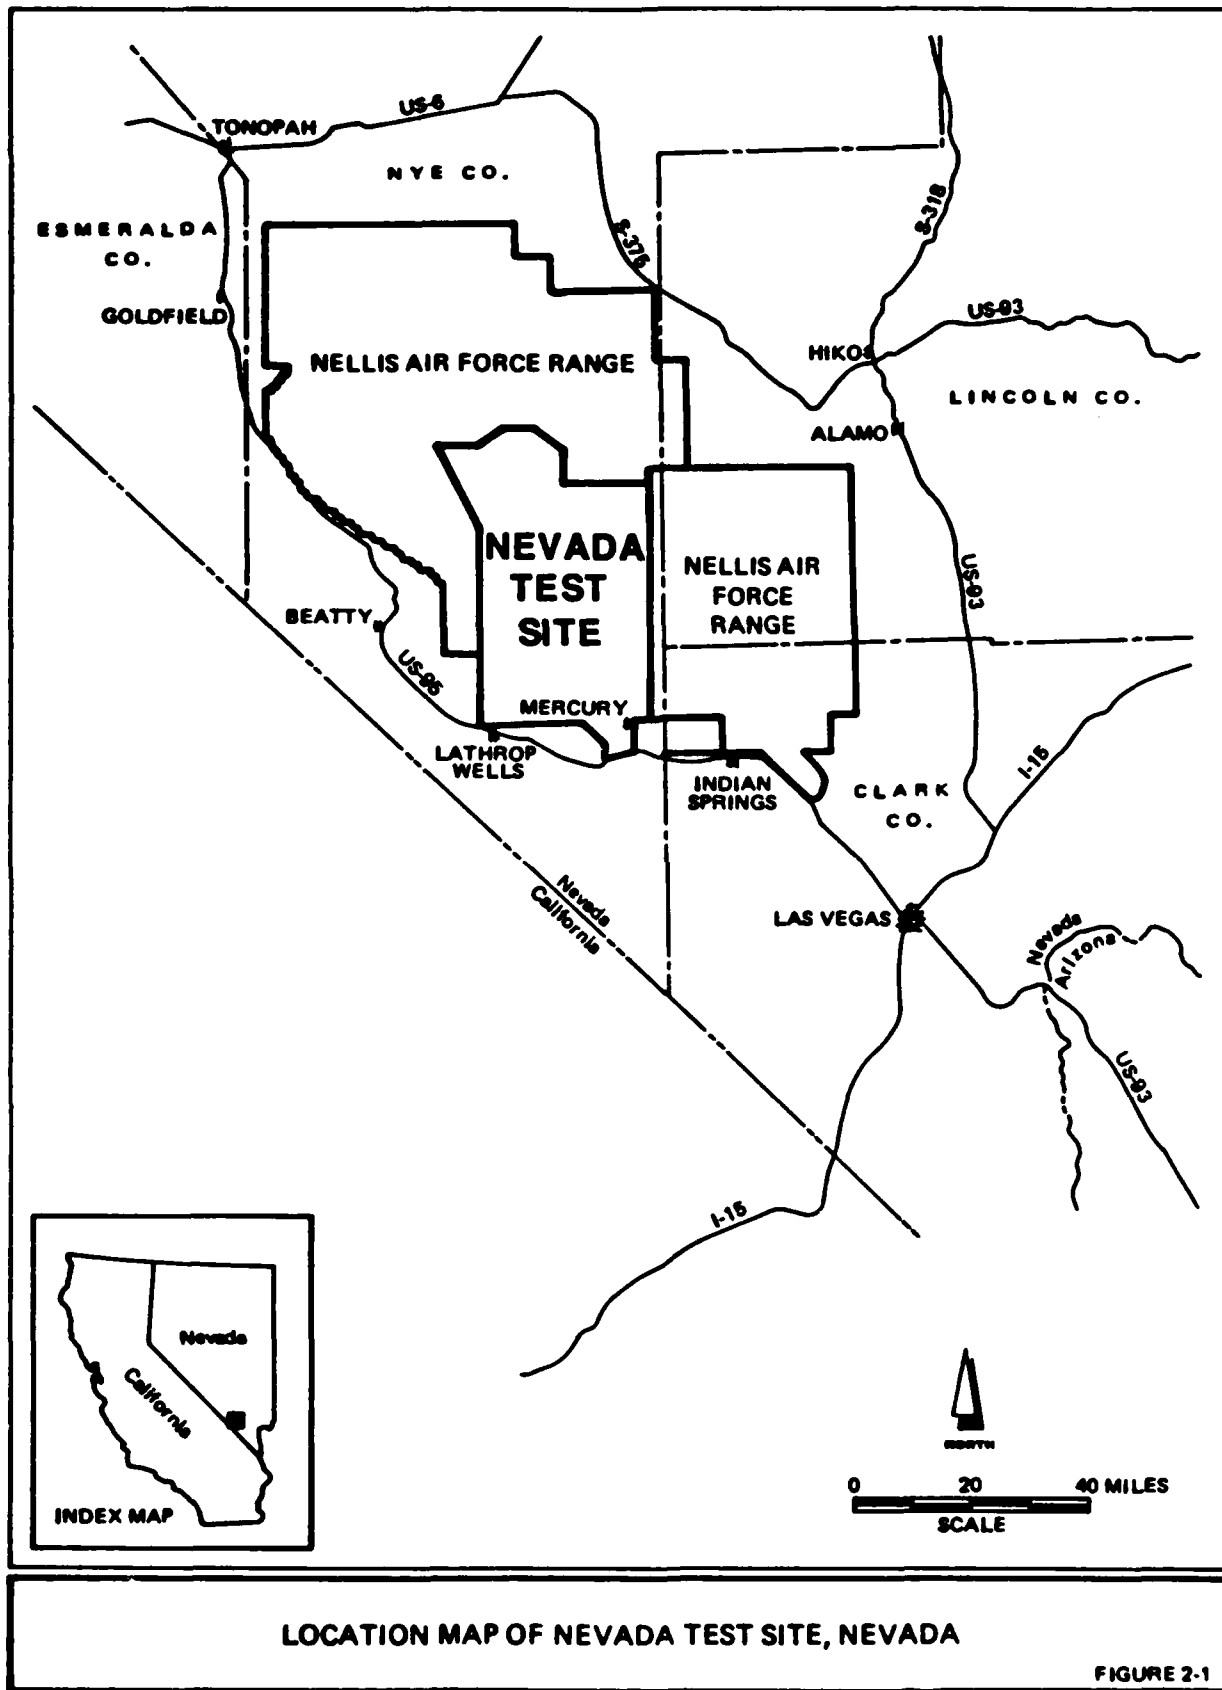 US-6
TONOPAH
NYE CO.
ESMERALDA
CO.
S-375
S-318
GOLDFIELD
US-93
HIKO
NELLIS AIR FORCE RANGE
LINCOLN CO.
ALAMO
NEVADA
TEST
SITE
NELLIS AIR
FORCE
RANGE
US-93
BEATTY
US-95
MERCURY
LATHROP
WELLS
INDIAN
SPRINGS
I-15
CLARK
CO.
Nevada
California
LAS VEGAS
Nevada
Arizona
US-93
I-15
Nevada
California
INDEX MAP
NORTH
0 20 40 MILES
SCALE
LOCATION MAP OF NEVADA TEST SITE, NEVADA
FIGURE 2-1